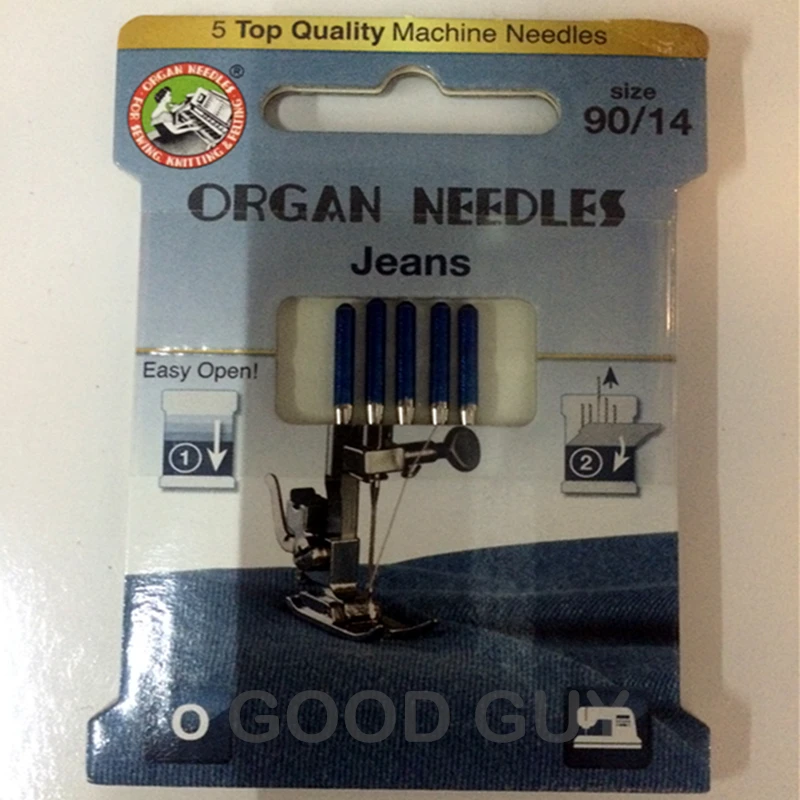 5 Top Quality Machine Needles
ORGAN NEEDLES ®
FOR SEWING, KNITTING & FELTING
size
90/14
ORGAN NEEDLES
Jeans
Easy Open!
1
2
O GOOD GUY